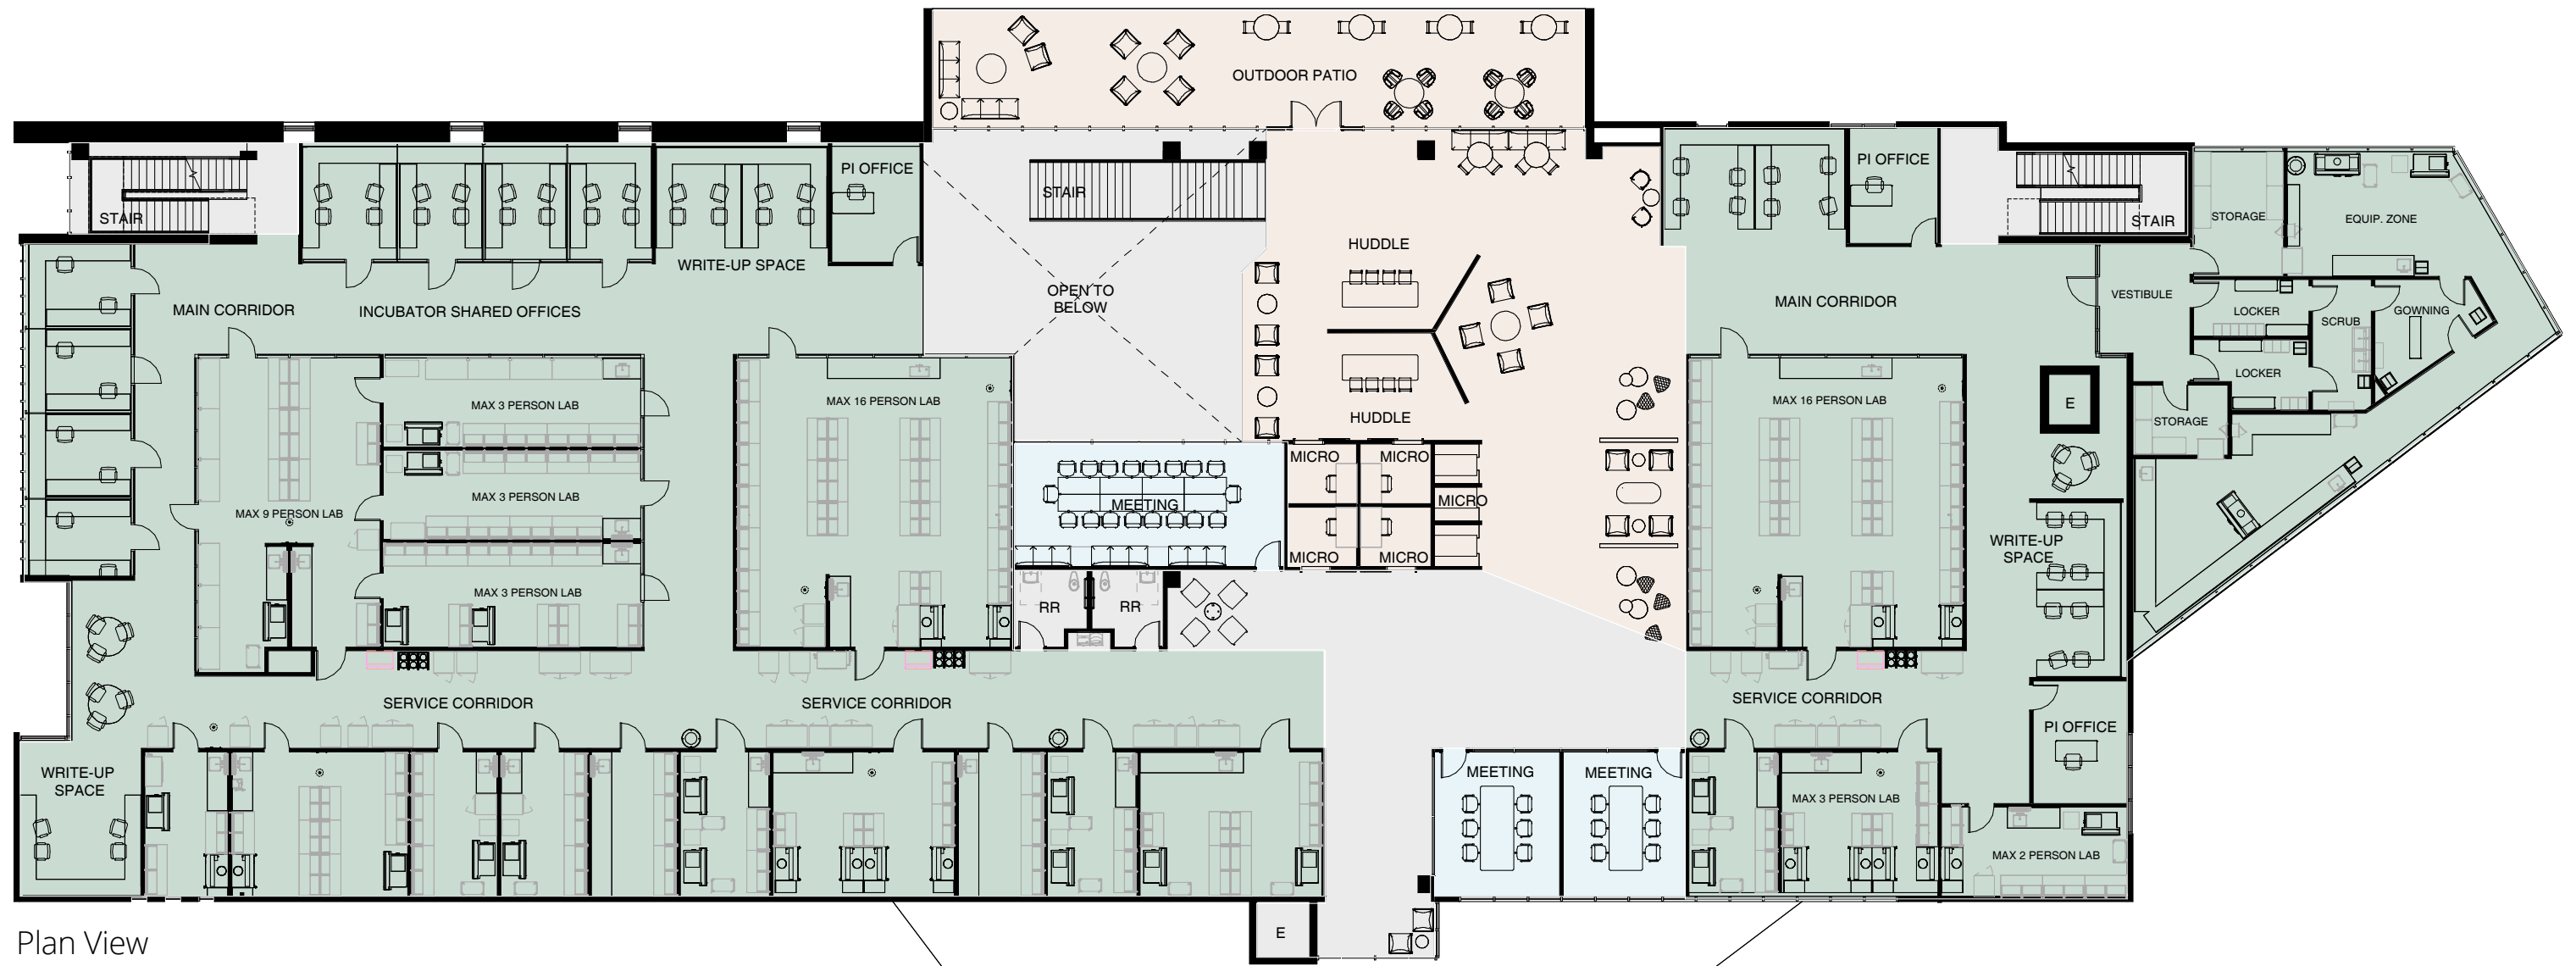 OUTDOOR PATIO
STAIR
PI OFFICE
STAIR
HUDDLE
PI OFFICE
STAIR
STORAGE
EQUIP. ZONE
WRITE-UP SPACE
OPEN TO
BELOW
MAIN CORRIDOR
INCUBATOR SHARED OFFICES
MAIN CORRIDOR
VESTIBULE
LOCKER
SCRUB
GOWNING
LOCKER
MAX 3 PERSON LAB
MAX 16 PERSON LAB
HUDDLE
MAX 16 PERSON LAB
E
STORAGE
MICRO
MICRO
MAX 3 PERSON LAB
MAX 9 PERSON LAB
MEETING
MICRO
WRITE-UP
SPACE
MICRO
MICRO
MAX 3 PERSON LAB
RR
RR
SERVICE CORRIDOR
SERVICE CORRIDOR
SERVICE CORRIDOR
PI OFFICE
WRITE-UP
SPACE
MEETING
MEETING
MAX 3 PERSON LAB
MAX 2 PERSON LAB
E
Plan View